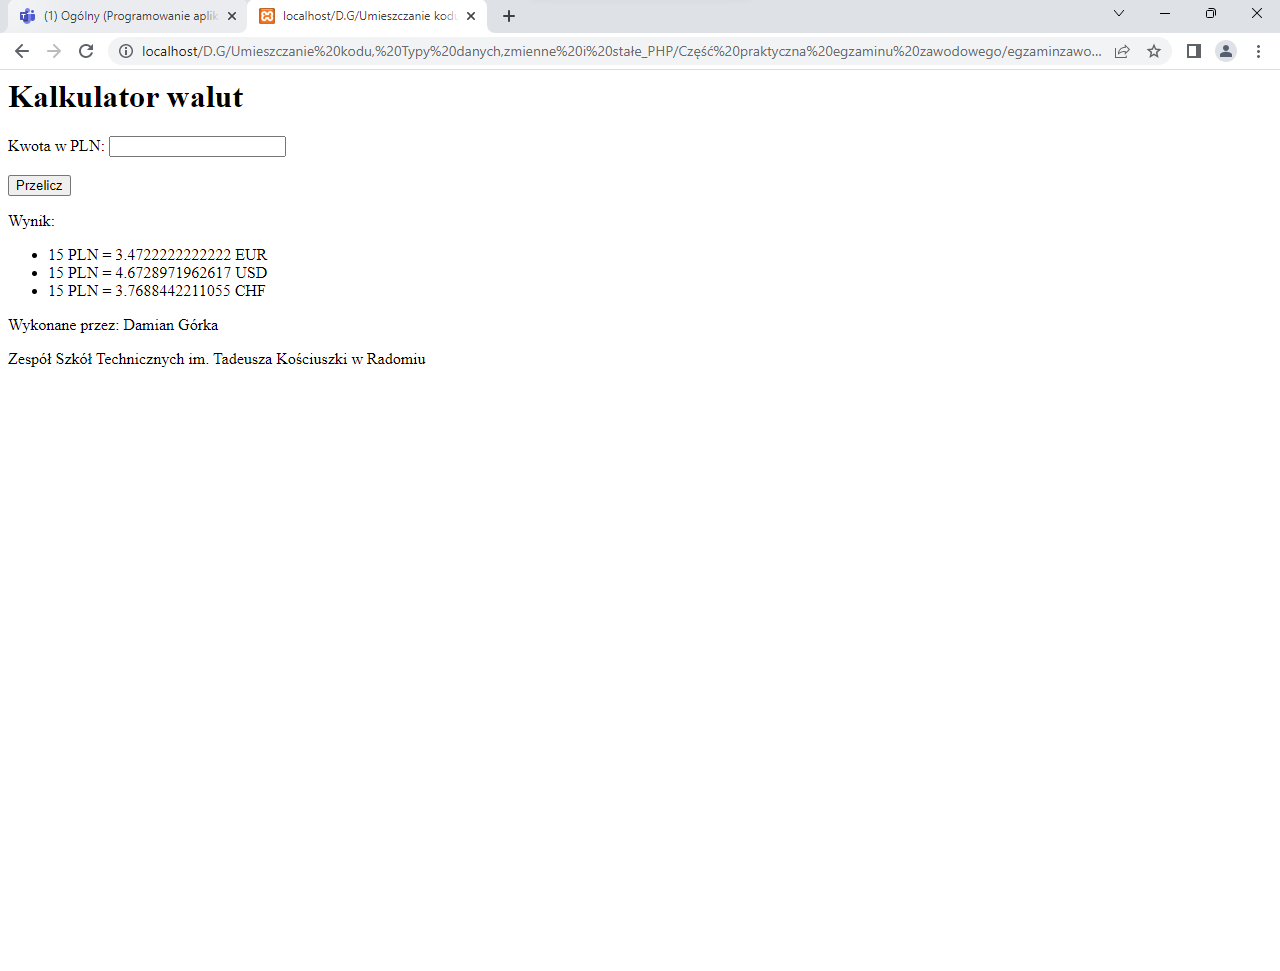 (1) Ogólny (Programowanie aplik
localhost/D.G/Umieszczanie kodu
localhost/D.G/Umieszczanie%20kodu,%20Typy%20danych,zmienne%20i%20stałe_PHP/Część%20praktyczna%20egzaminu%20zawodowego/egzaminzawo...
Kalkulator walut
Kwota w PLN:
Przelicz
Wynik:
• 15 PLN = 3.4722222222222 EUR
• 15 PLN = 4.6728971962617 USD
• 15 PLN = 3.7688442211055 CHF
Wykonane przez: Damian Górka
Zespół Szkół Technicznych im. Tadeusza Kościuszki w Radomiu